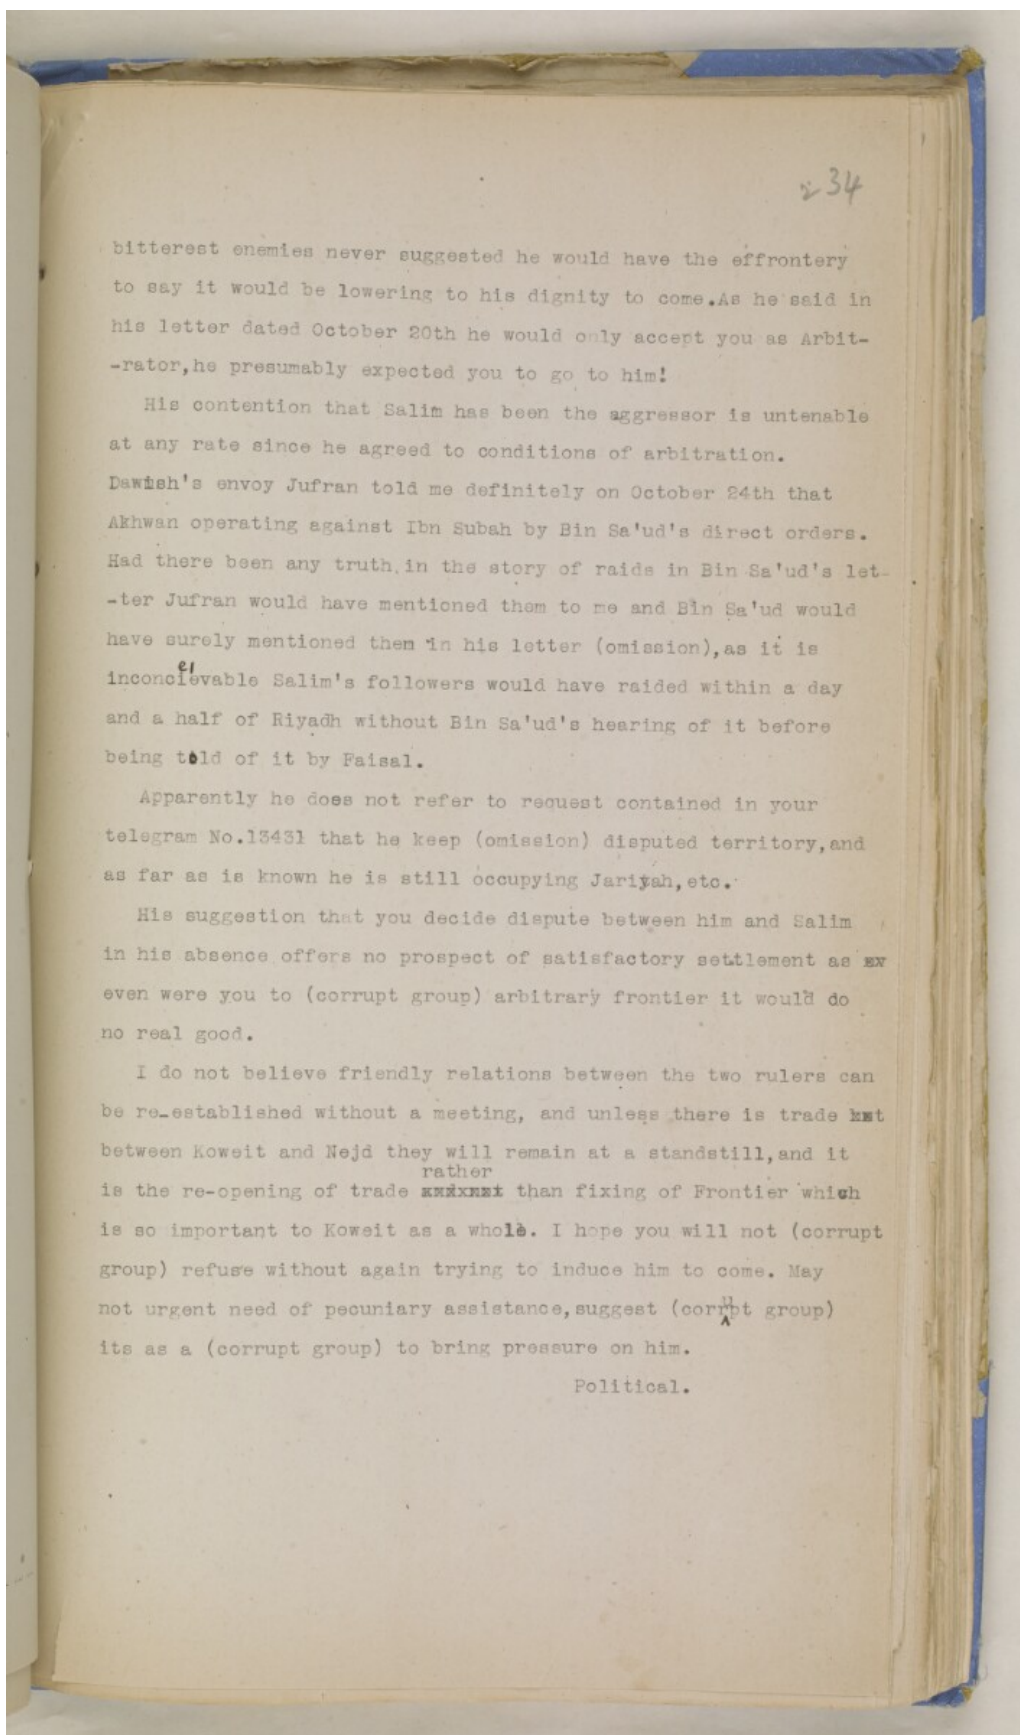 234
bitterest enemies never suggested he would have the effrontery
to say it would be lowering to his dignity to come.As he said in
his letter dated October 20th he would only accept you as Arbit-
-rator,he presumably expected you to go to him!
His contention that Salim has been the aggressor is untenable
at any rate since he agreed to conditions of arbitration.
Dawish's envoy Jufran told me definitely on October 24th that
Akhwan operating against Ibn Subah by Bin Sa'ud's direct orders.
Had there been any truth in the story of raids in Bin Sa'ud's let-
-ter Jufran would have mentioned them to me and Bin Sa'ud would
have surely mentioned them in his letter (omission),as it is
inconceivable Salim's followers would have raided within a day
and a half of Riyadh without Bin Sa'ud's hearing of it before
being told of it by Faisal.
Apparently he does not refer to request contained in your
telegram No.13431 that he keep (omission) disputed territory,and
as far as is known he is still occupying Jariyah,etc.
His suggestion that you decide dispute between him and Salim
in his absence offers no prospect of satisfactory settlement as
even were you to (corrupt group) arbitrary frontier it would do
no real good.
I do not believe friendly relations between the two rulers can
be re-established without a meeting, and unless there is trade
between Koweit and Nejd they will remain at a standstill,and it
is the re-opening of trade rather than fixing of Frontier which
is so important to Koweit as a whole. I hope you will not (corrupt
group) refuse without again trying to induce him to come. May
not urgent need of pecuniary assistance,suggest (corrupt group)
its as a (corrupt group) to bring pressure on him.
Political.